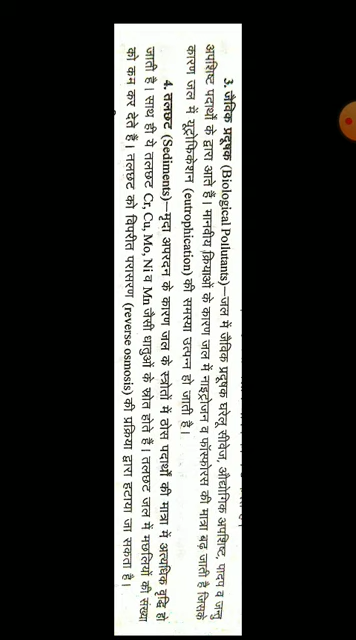 3. जैविक प्रदूषक (Biological Pollutants)—जल में जैविक प्रदूषक घरेलू सीवेज, औद्योगिक अपशिष्ट, पादप व जन्तु
अपशिष्ट पदार्थों के द्वारा आते हैं। मानवीय क्रियाओं के कारण जल में नाइट्रोजन व फॉस्फोरस की मात्रा बढ़ जाती है जिसके
कारण जल में यूट्रोफिकेशन (eutrophication) की समस्या उत्पन्न हो जाती है।
4. तलछट (Sediments)—मृदा अपरदन के कारण जल के स्त्रोतों में ठोस पदार्थों की मात्रा में अत्यधिक वृद्धि हो
जाती है। साथ ही ये तलछट Cr, Cu, Mo, Ni व Mn जैसी धातुओं के स्रोत होते हैं। तलछट जल में मछलियों की संख्या
को कम कर देते हैं। तलछट को विपरीत परासरण (reverse osmosis) की प्रक्रिया द्वारा हटाया जा सकता है।